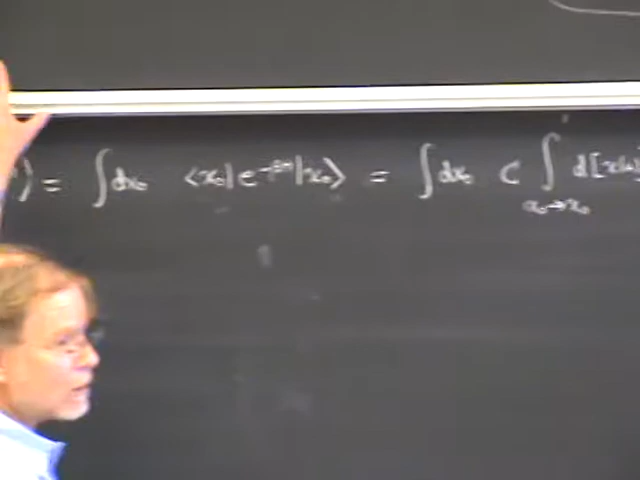 ) = ∫dx₀ <x₀|e^{-βH}|x₀> = ∫dx₀ C ∫_{x₀→x₀} d[x(u)